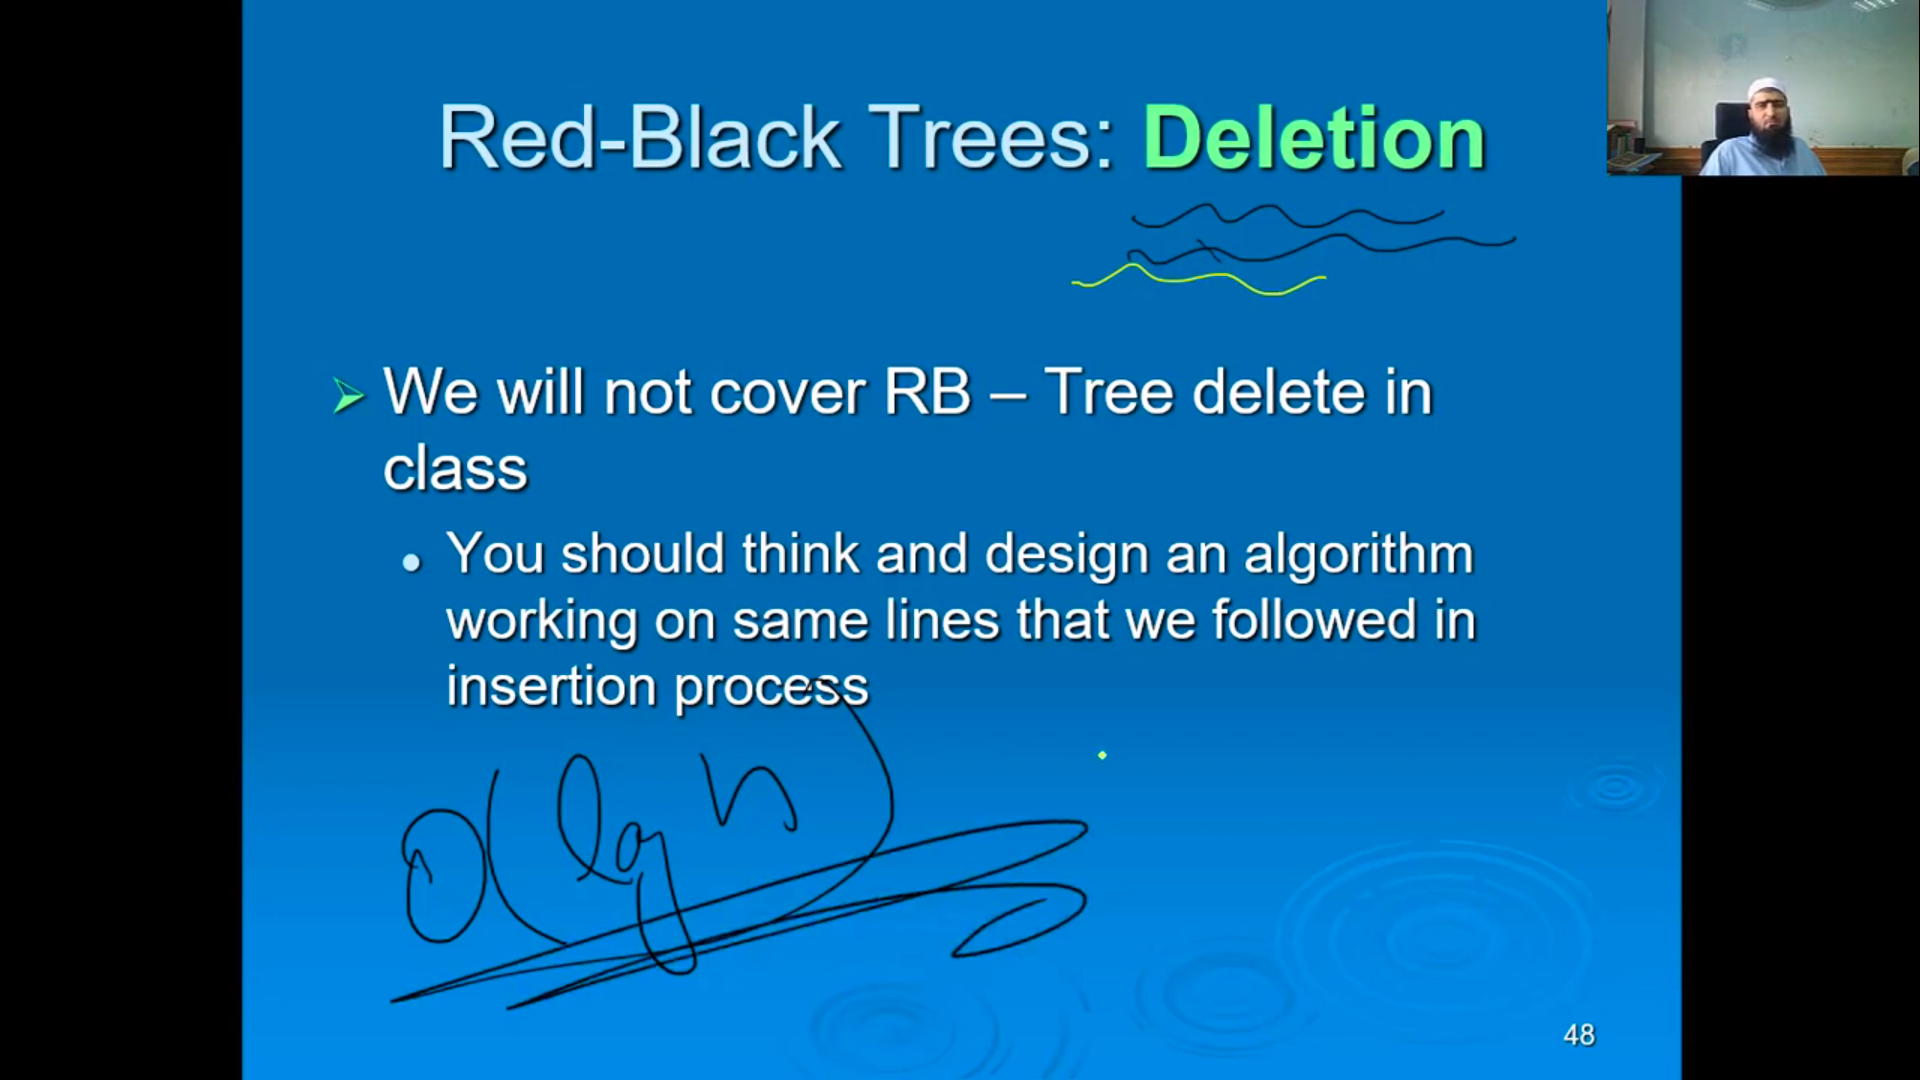 Red-Black Trees: Deletion
➢ We will not cover RB – Tree delete in
class
• You should think and design an algorithm
working on same lines that we followed in
insertion process
O(lg n)
48